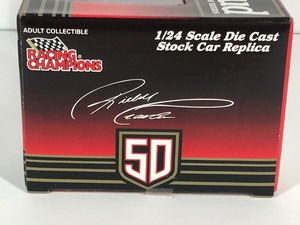 ADULT COLLECTIBLE
RACING
CHAMPIONS
1/24 Scale Die Cast
Stock Car Replica
50